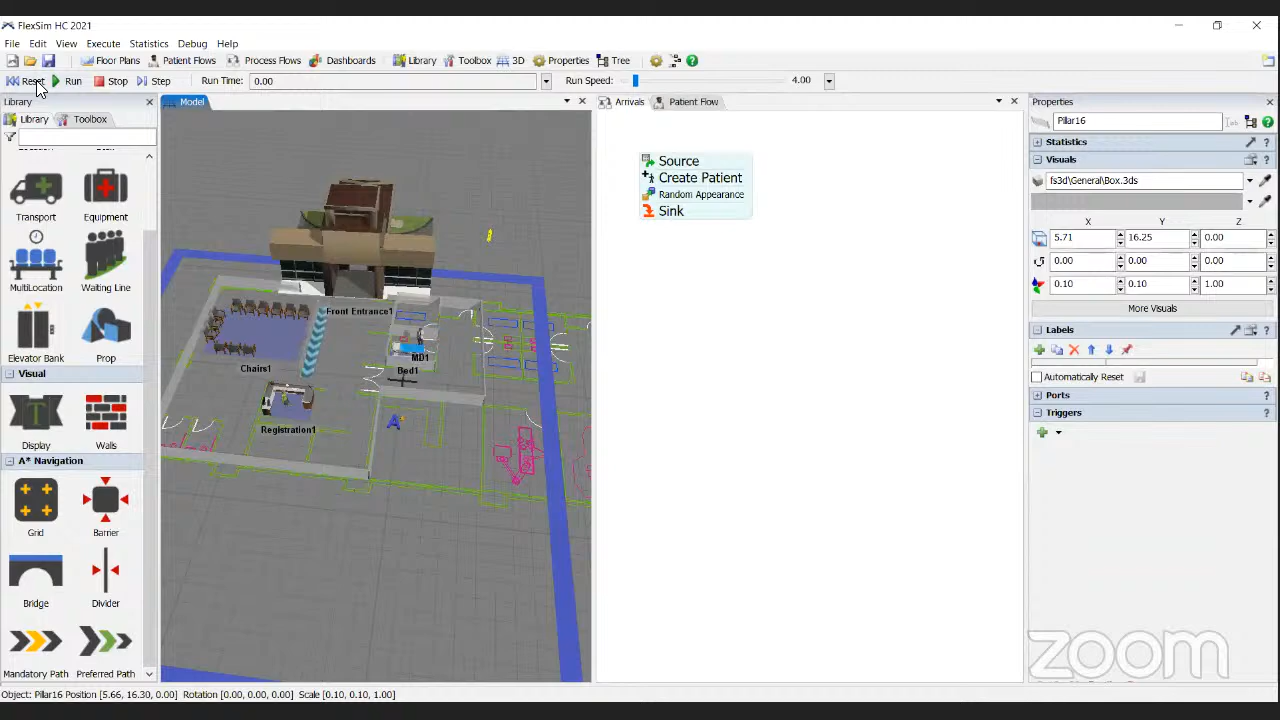 FlexSim HC 2021
File Edit View Execute Statistics Debug Help
Floor Plans Patient Flows Process Flows Dashboards Library Toolbox 3D Properties Tree
Reset Run Stop Step Run Time: 0.00 Run Speed: 4.00
Library
Library Toolbox
Transport Equipment
MultiLocation Waiting Line
Elevator Bank Prop
Visual
T
Display Walls
A* Navigation
Grid Barrier
Bridge Divider
Mandatory Path Preferred Path
Model
Front Entrance1
MD1
Chairs1
Bed1
A*
Registration1
Arrivals Patient Flow
Source
Create Patient
Random Appearance
Sink
Properties
Pillar16
Statistics
Visuals
fs3d\General\Box.3ds
X Y Z
5.71 16.25 0.00
0.00 0.00 0.00
0.10 0.10 1.00
More Visuals
Labels
Automatically Reset
Ports
Triggers
zoom
Object: Pillar16 Position [5.66, 16.30, 0.00] Rotation [0.00, 0.00, 0.00] Scale [0.10, 0.10, 1.00]